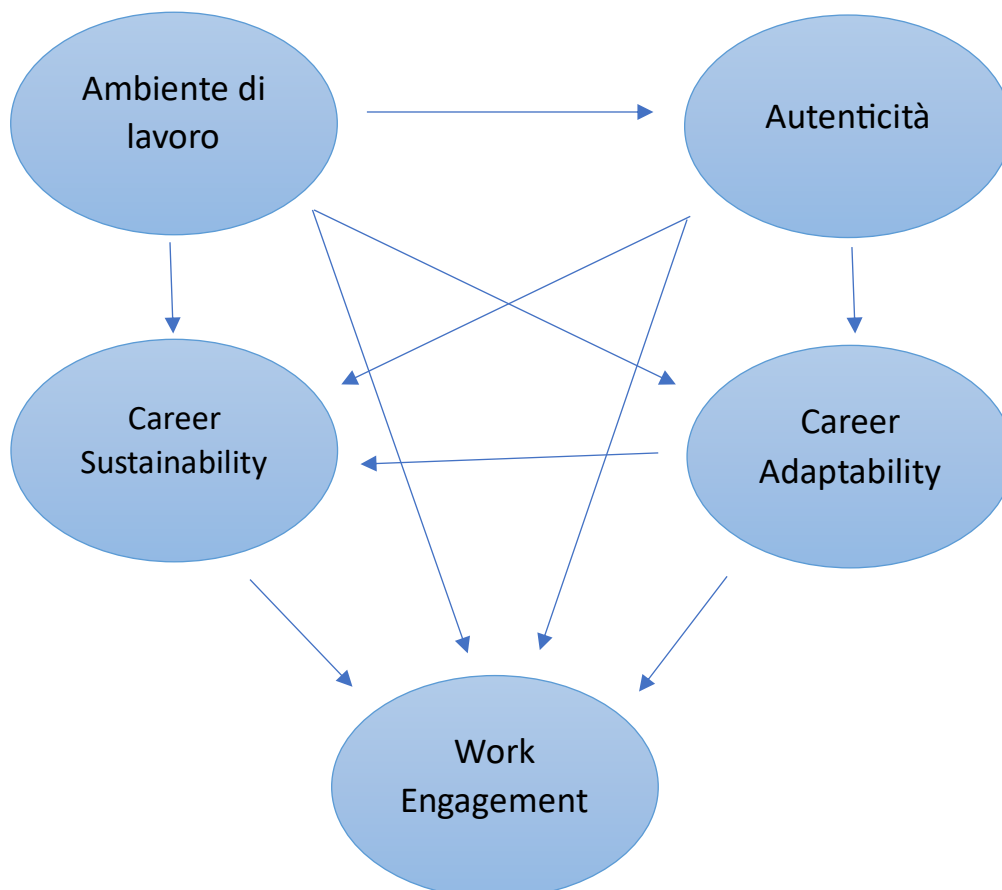 Ambiente di
lavoro
Autenticità
Career
Sustainability
Career
Adaptability
Work
Engagement